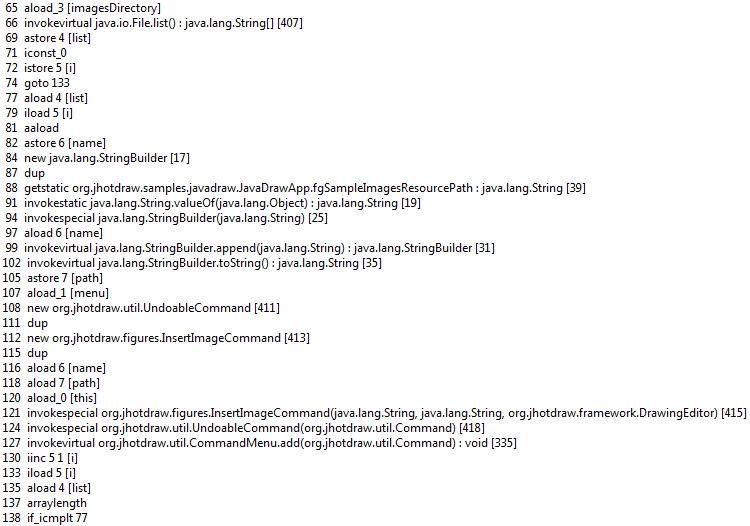 65 aload_3 [imagesDirectory]
66 invokevirtual java.io.File.list() : java.lang.String[] [407]
69 astore 4 [list]
71 iconst_0
72 istore 5 [i]
74 goto 133
77 aload 4 [list]
79 iload 5 [i]
81 aaload
82 astore 6 [name]
84 new java.lang.StringBuilder [17]
87 dup
88 getstatic org.jhotdraw.samples.javadraw.JavaDrawApp.fgSampleImagesResourcePath : java.lang.String [39]
91 invokestatic java.lang.String.valueOf(java.lang.Object) : java.lang.String [19]
94 invokespecial java.lang.StringBuilder(java.lang.String) [25]
97 aload 6 [name]
99 invokevirtual java.lang.StringBuilder.append(java.lang.String) : java.lang.StringBuilder [31]
102 invokevirtual java.lang.StringBuilder.toString() : java.lang.String [35]
105 astore 7 [path]
107 aload_1 [menu]
108 new org.jhotdraw.util.UndoableCommand [411]
111 dup
112 new org.jhotdraw.figures.InsertImageCommand [413]
115 dup
116 aload 6 [name]
118 aload 7 [path]
120 aload_0 [this]
121 invokespecial org.jhotdraw.figures.InsertImageCommand(java.lang.String, java.lang.String, org.jhotdraw.framework.DrawingEditor) [415]
124 invokespecial org.jhotdraw.util.UndoableCommand(org.jhotdraw.util.Command) [418]
127 invokevirtual org.jhotdraw.util.CommandMenu.add(org.jhotdraw.util.Command) : void [335]
130 iinc 5 1 [i]
133 iload 5 [i]
135 aload 4 [list]
137 arraylength
138 if_icmplt 77